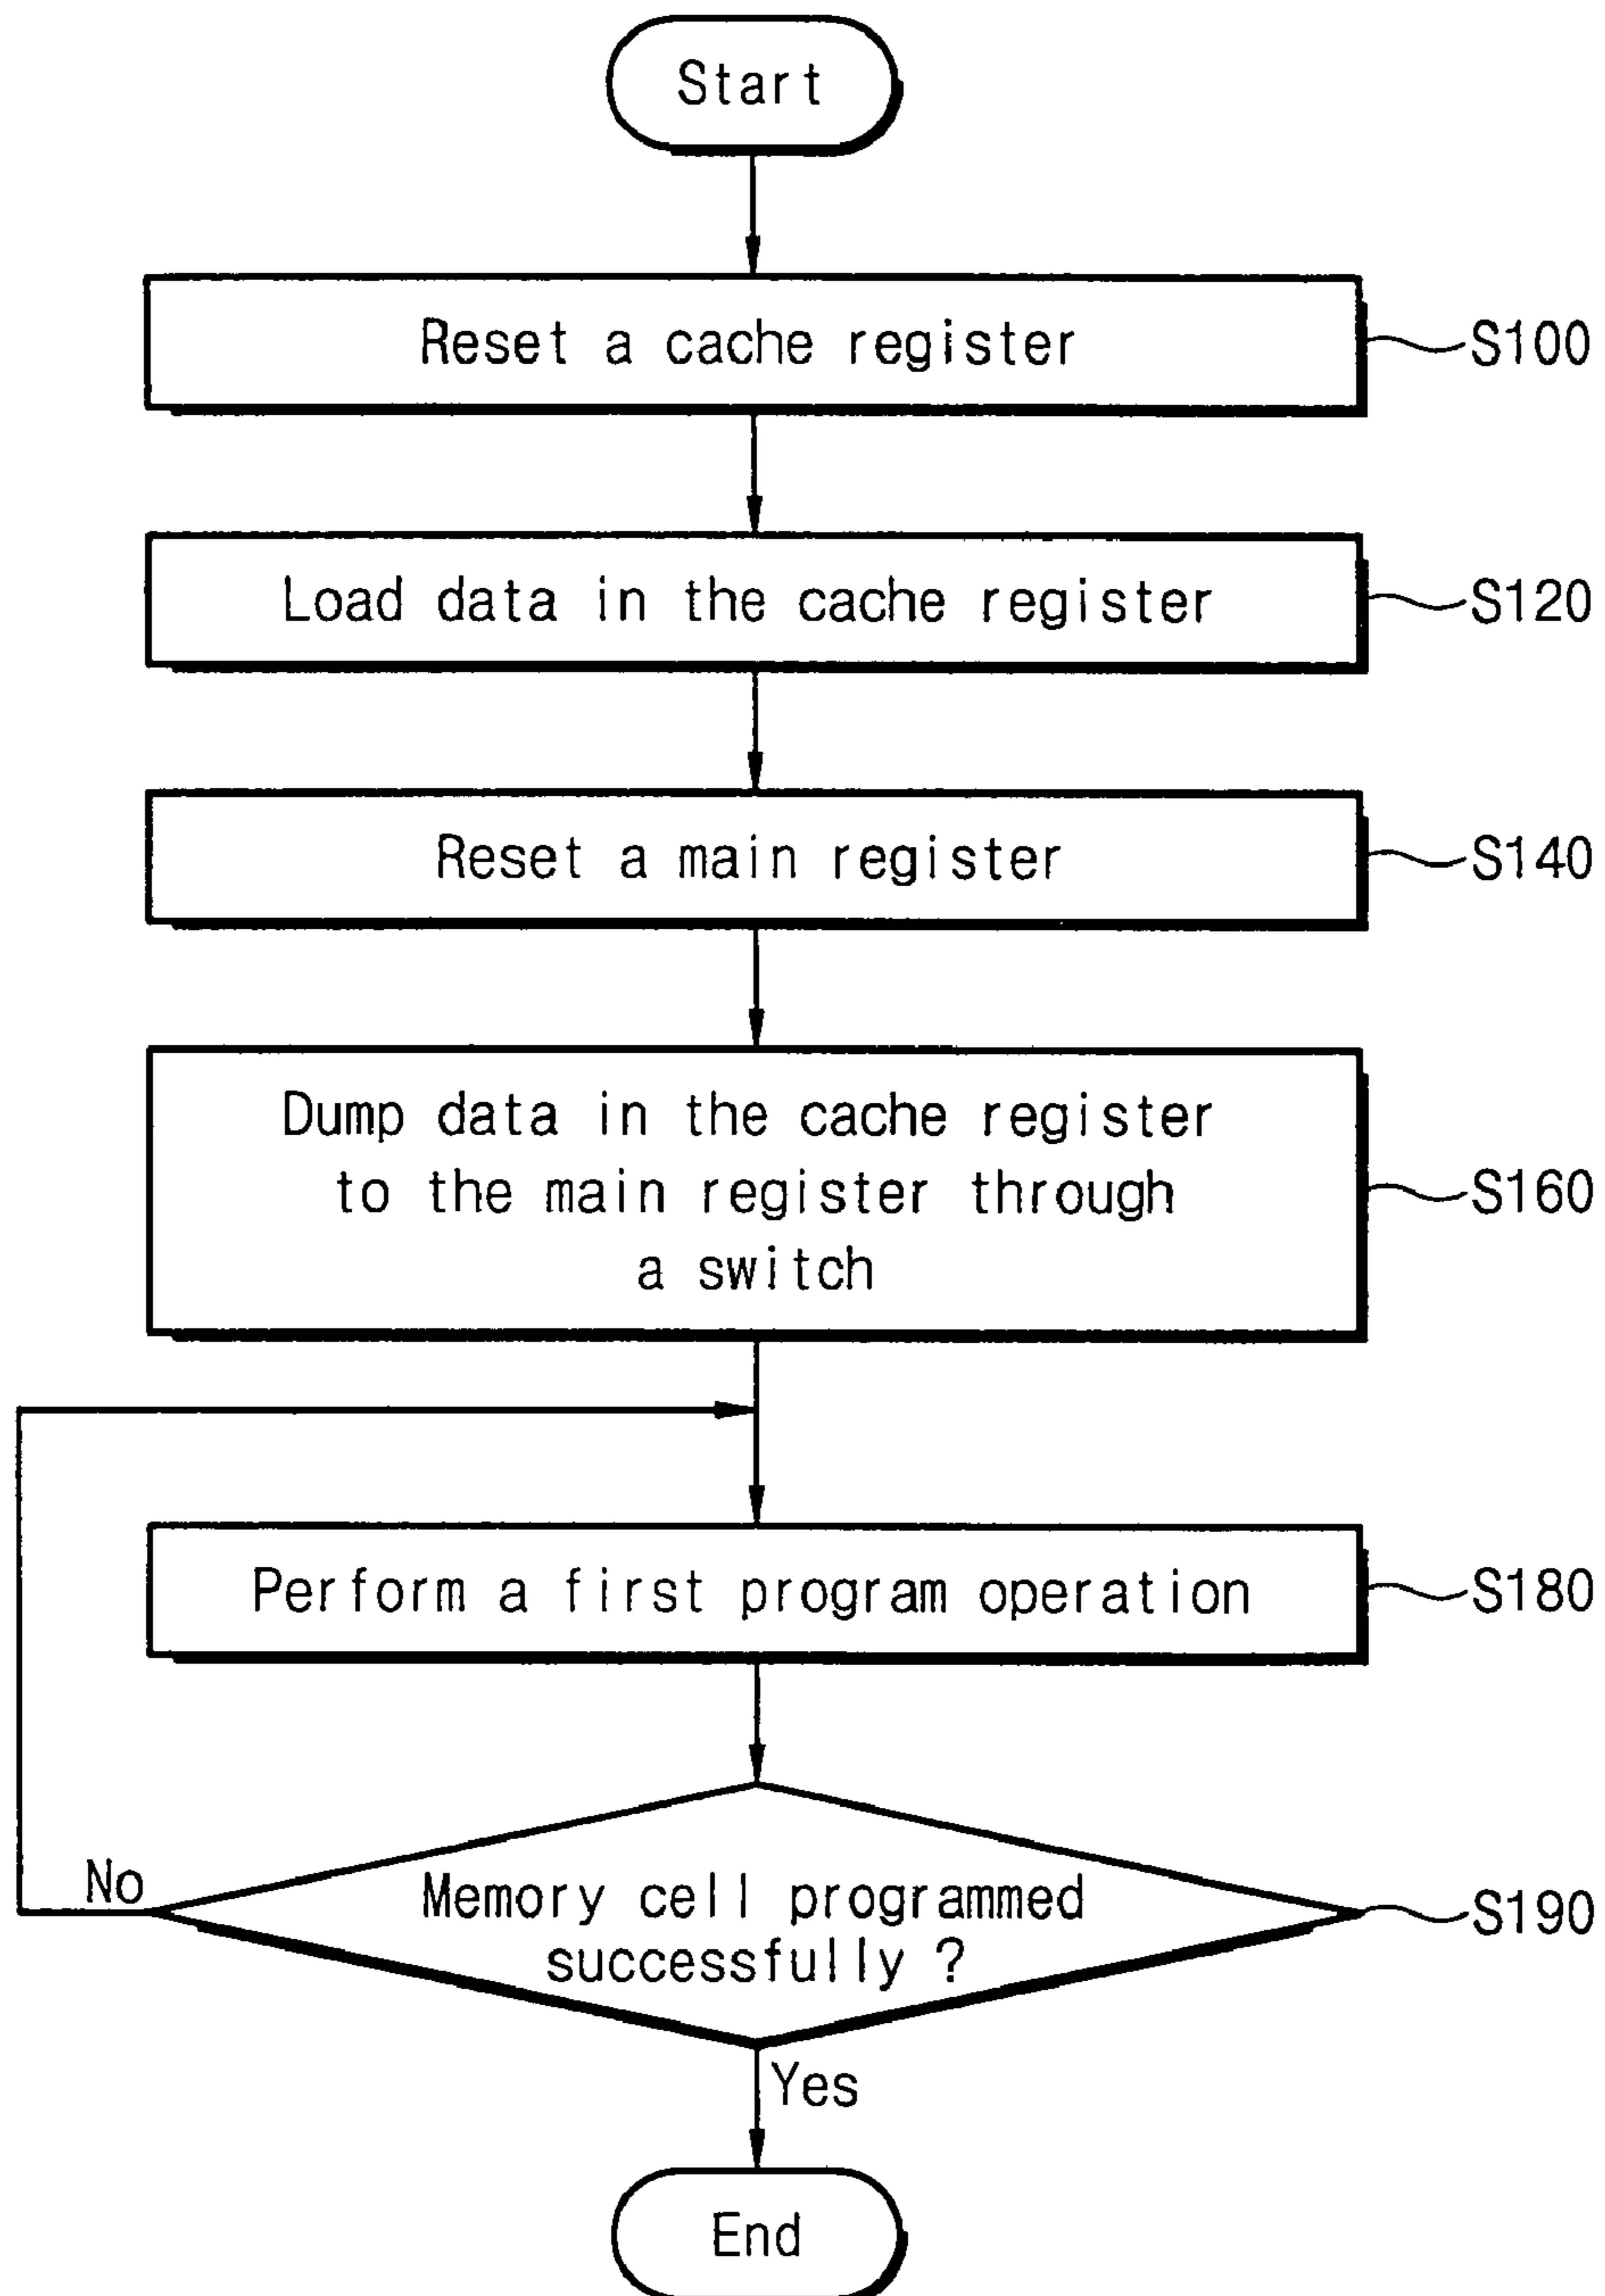 Start
Reset a cache register
S100
Load data in the cache register
S120
Reset a main register
S140
Dump data in the cache register
to the main register through
a switch
S160
Perform a first program operation
S180
Memory cell programmed
successfully ?
S190
No
Yes
End